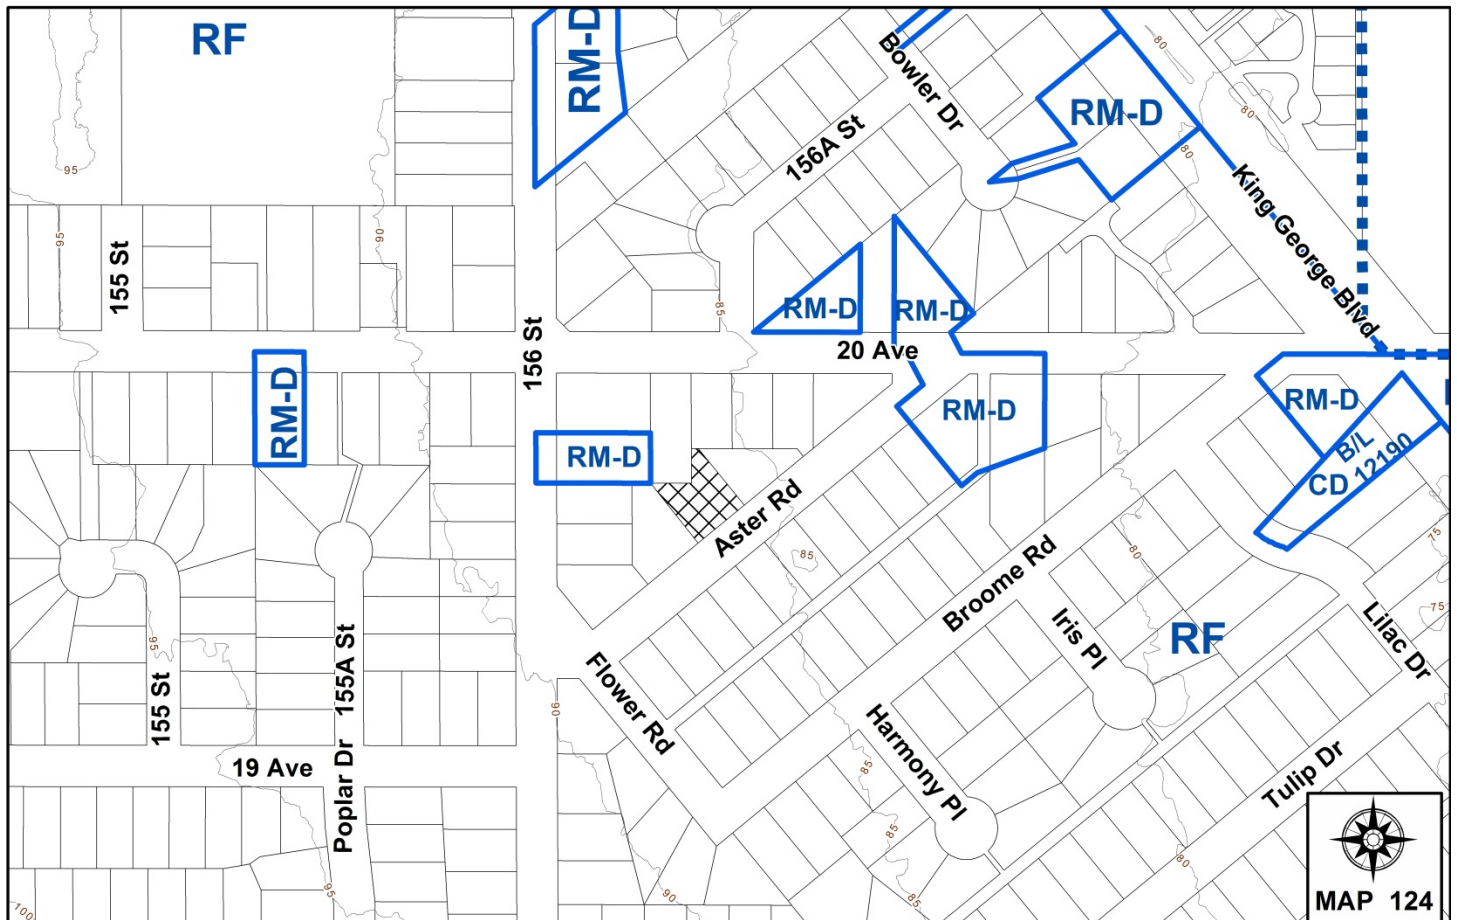 RF
RM-D
Bowler Dr
80
RM-D
80
156A St
80
95
King George Blvd
95
155 St
90
85
RM-D
RM-D
156 St
20 Ave
RM-D
RM-D
RM-D
RM-D
B/L
CD 12190
Aster Rd
85
Broome Rd
80
75
75
Iris Pl
RF
Lilac Dr
95
155A St
155 St
Flower Rd
90
Harmony Pl
85
19 Ave
Poplar Dr
Tulip Dr
85
80
95
90
85
100
MAP 124